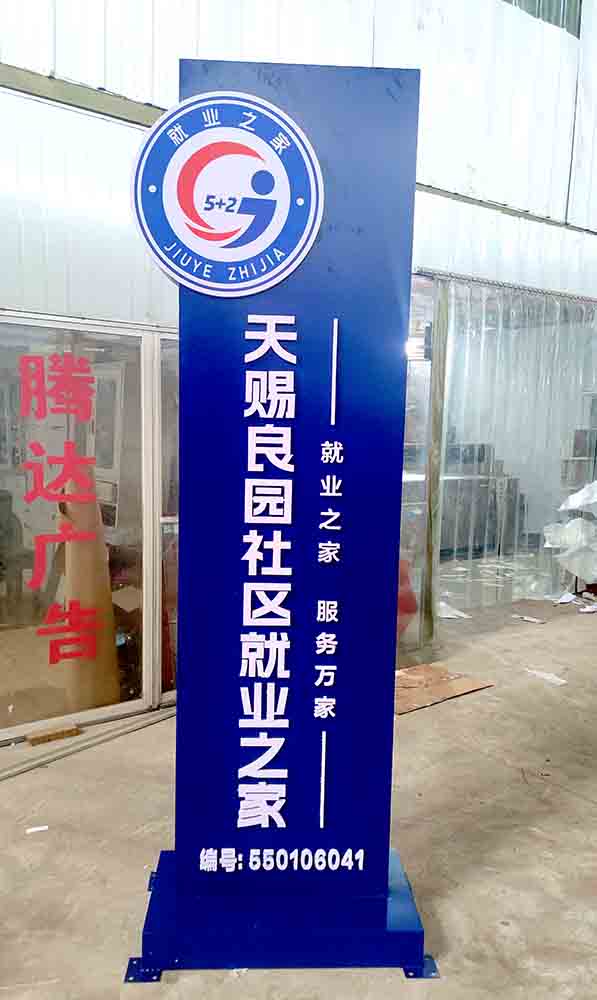 就业之家
5+2
JIUYE ZHIJIA
天赐良园社区就业之家
就业之家 服务万家
编号: 550106041
腾达广告